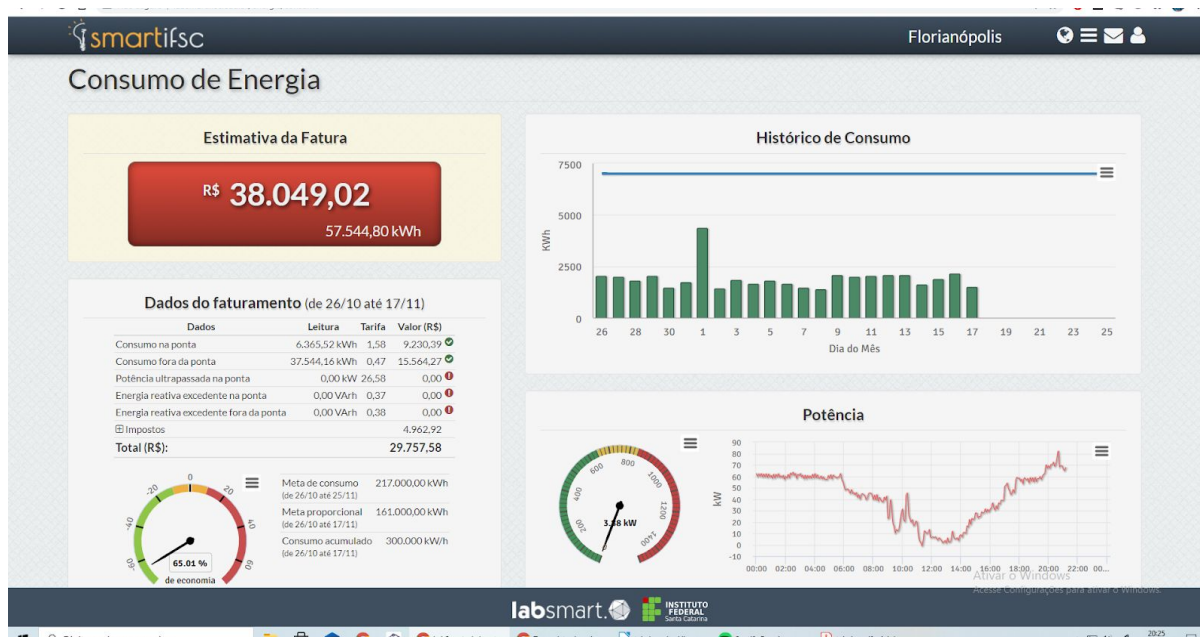 smartifsc
Florianópolis
Consumo de Energia
Estimativa da Fatura
R$ 38.049,02
57.544,80 kWh
Dados do faturamento (de 26/10 até 17/11)
Dados Leitura Tarifa Valor (R$)
Consumo na ponta 6.365,52 kWh 1,58 9.230,39
Consumo fora da ponta 37.544,16 kWh 0,47 15.564,27
Potência ultrapassada na ponta 0,00 kW 26,58 0,00
Energia reativa excedente na ponta 0,00 VArh 0,37 0,00
Energia reativa excedente fora da ponta 0,00 VArh 0,38 0,00
Impostos 4.962,92
Total (R$): 29.757,58
-60 -40 -20 0 20 40 60
65.01 %
de economia
Meta de consumo 217.000,00 kWh
(de 26/10 até 25/11)
Meta proporcional 161.000,00 kWh
(de 26/10 até 17/11)
Consumo acumulado 300.000 kW/h
(de 26/10 até 17/11)
Histórico de Consumo
7500
5000
2500
0
KWh
26 28 30 1 3 5 7 9 11 13 15 17 19 21 23 25
Dia do Mês
Potência
0 200 400 600 800 1000 1200 1400
kW
90
80
70
60
50
40
30
20
10
0
-10
kW
00:00 02:00 04:00 06:00 08:00 10:00 12:00 14:00 16:00 18:00 20:00 22:00 00...
Ativar o Windows
Acesse Configurações para ativar o Windows.
labsmart.
INSTITUTO
FEDERAL
Santa Catarina
20:25